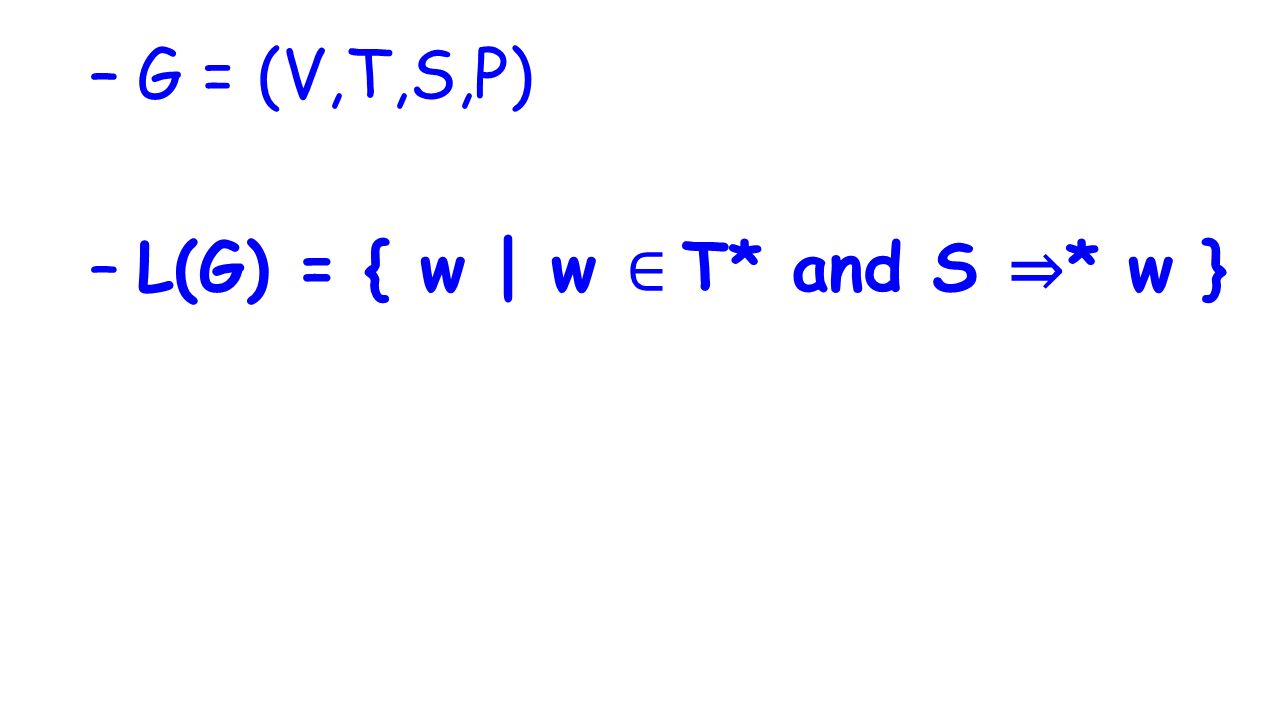 - G = (V,T,S,P)
- L(G) = { w | w ∈ T* and S ⇒* w }